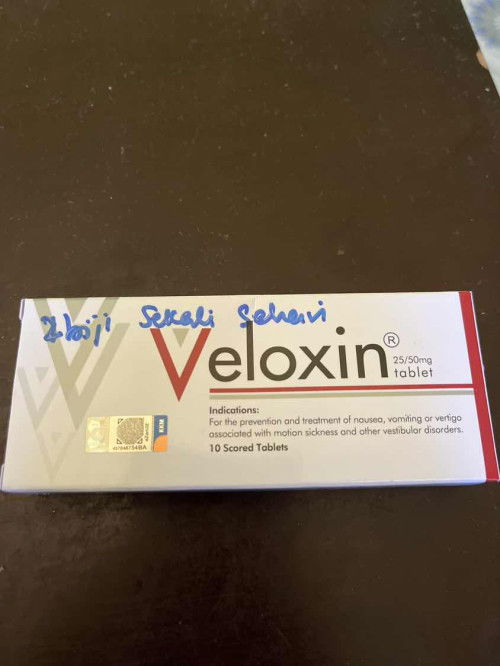 biji Sekali Sehari
Veloxin®
25/50mg
tablet
Indications:
For the prevention and treatment of nausea, vomiting or vertigo
associated with motion sickness and other vestibular disorders.
10 Scored Tablets
KKM